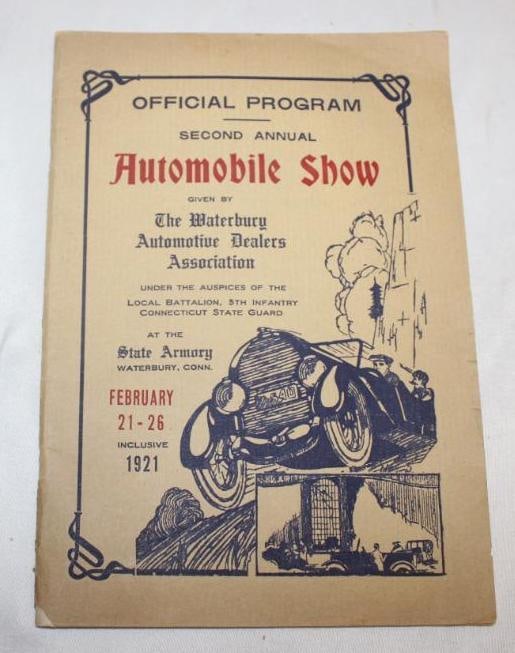 OFFICIAL PROGRAM
SECOND ANNUAL
Automobile Show
GIVEN BY
The Waterbury
Automotive Dealers
Association
UNDER THE AUSPICES OF THE
LOCAL BATTALION, 5TH INFANTRY
CONNECTICUT STATE GUARD
AT THE
State Armory
WATERBURY, CONN.
FEBRUARY
21-26
INCLUSIVE
1921